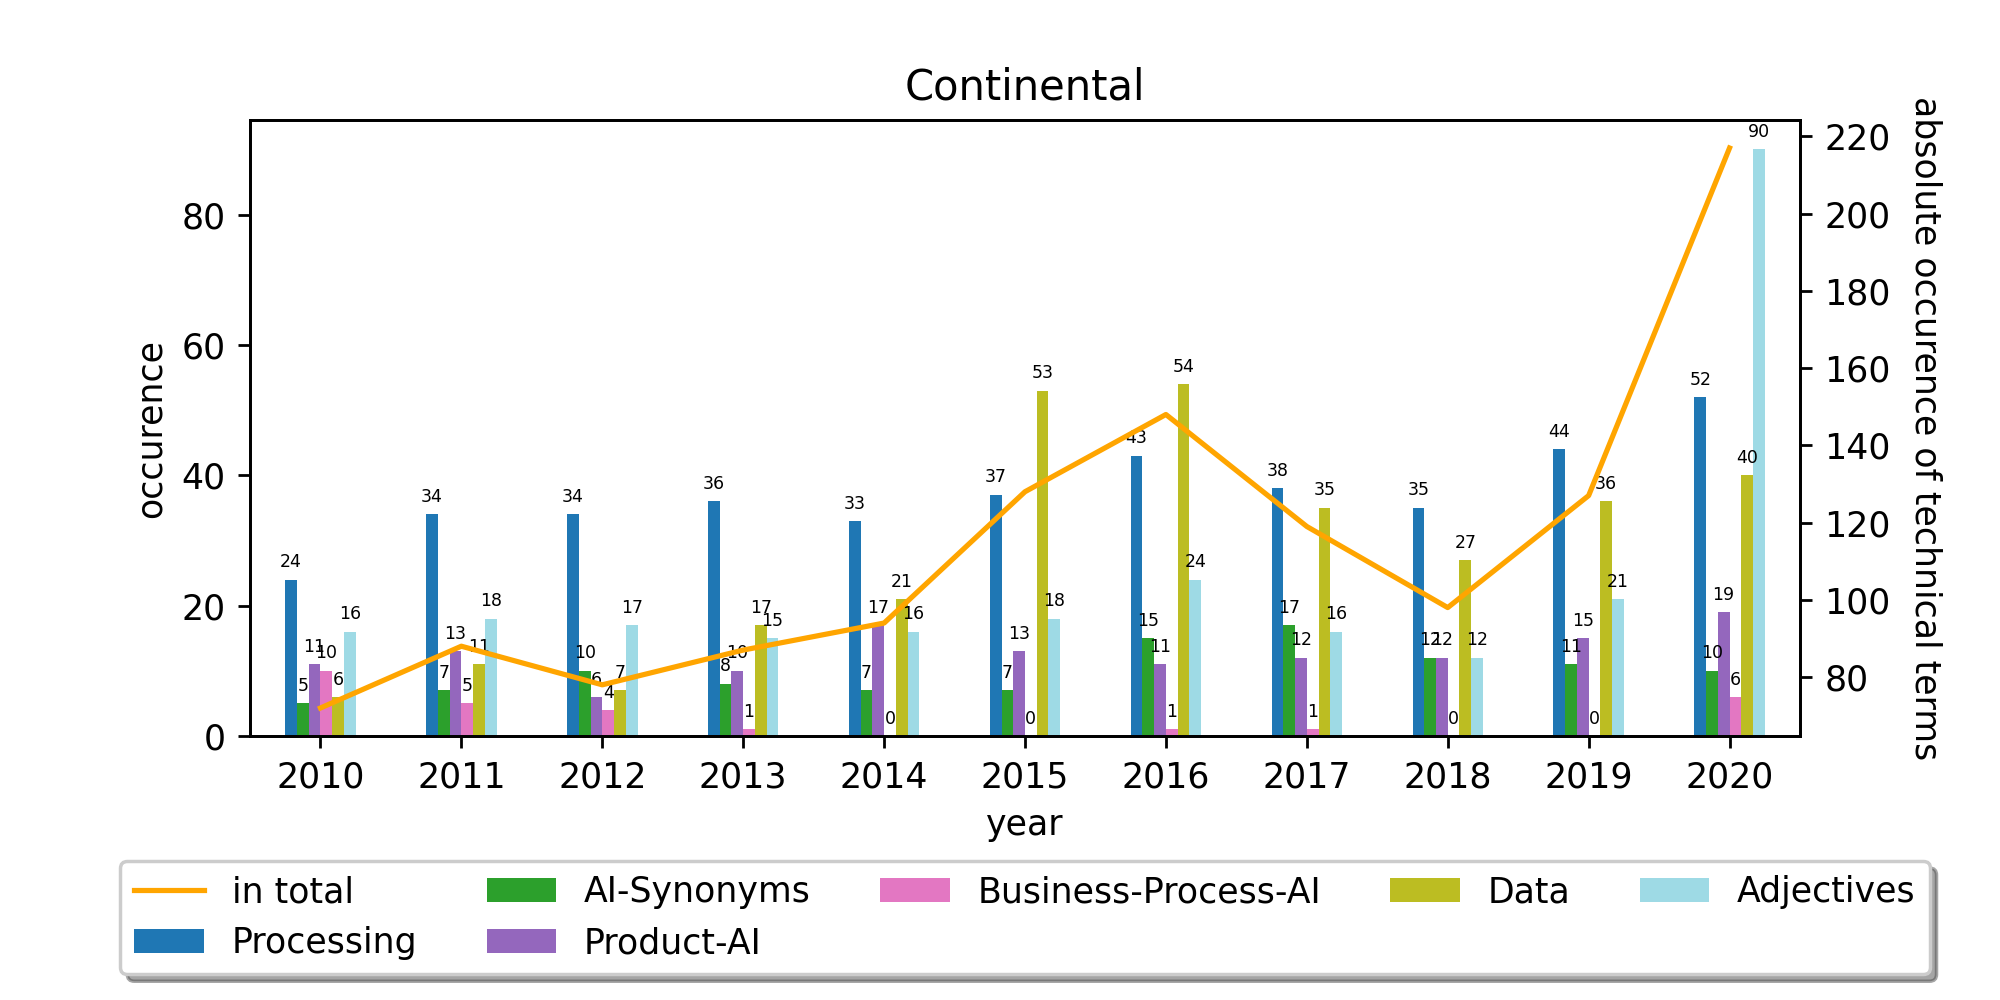 Continental
occurence
absolute occurence of technical terms
80
60
40
20
0
220
200
180
160
140
120
100
80
24 5 11 10 6 16
34 7 13 5 11 18
34 10 6 4 7 17
36 8 10 1 17 15
33 7 17 0 21 16
37 7 13 0 53 18
43 15 11 1 54 24
38 17 12 1 35 16
35 12 12 0 27 12
44 11 15 0 36 21
52 10 19 6 40 90
2010 2011 2012 2013 2014 2015 2016 2017 2018 2019 2020
year
in total AI-Synonyms Business-Process-AI Data Adjectives
Processing Product-AI